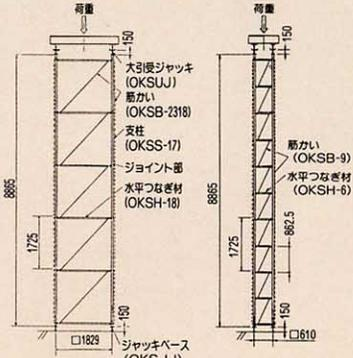 荷重
150
大引受ジャッキ
(OKSUJ)
筋かい
(OKSB-2318)
支柱
(OKSS-17)
ジョイント部
水平つなぎ材
(OKSH-18)
8865
1725
150
□1829
ジャッキベース
荷重
150
筋かい
(OKSB-9)
水平つなぎ材
(OKSH-6)
8865
1725
862.5
150
□610